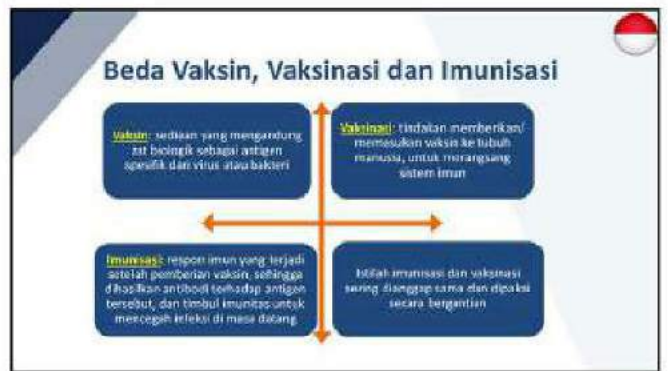 Beda Vaksin, Vaksinasi dan Imunisasi
Vaksin: sediaan yang mengandung
zat biologik sebagai antigen
spesifik dari virus atau bakteri
Vaksinasi: tindakan memberikan/
memasukan vaksin ke tubuh
manusia, untuk merangsang
sistem imun
Imunisasi: respon imun yang terjadi
setelah pemberian vaksin, sehingga
dihasilkan antibodi terhadap antigen
tersebut, dan timbul imunitas untuk
mencegah infeksi di masa datang
Istilah imunisasi dan vaksinasi
sering dianggap sama dan dipakai
secara bergantian